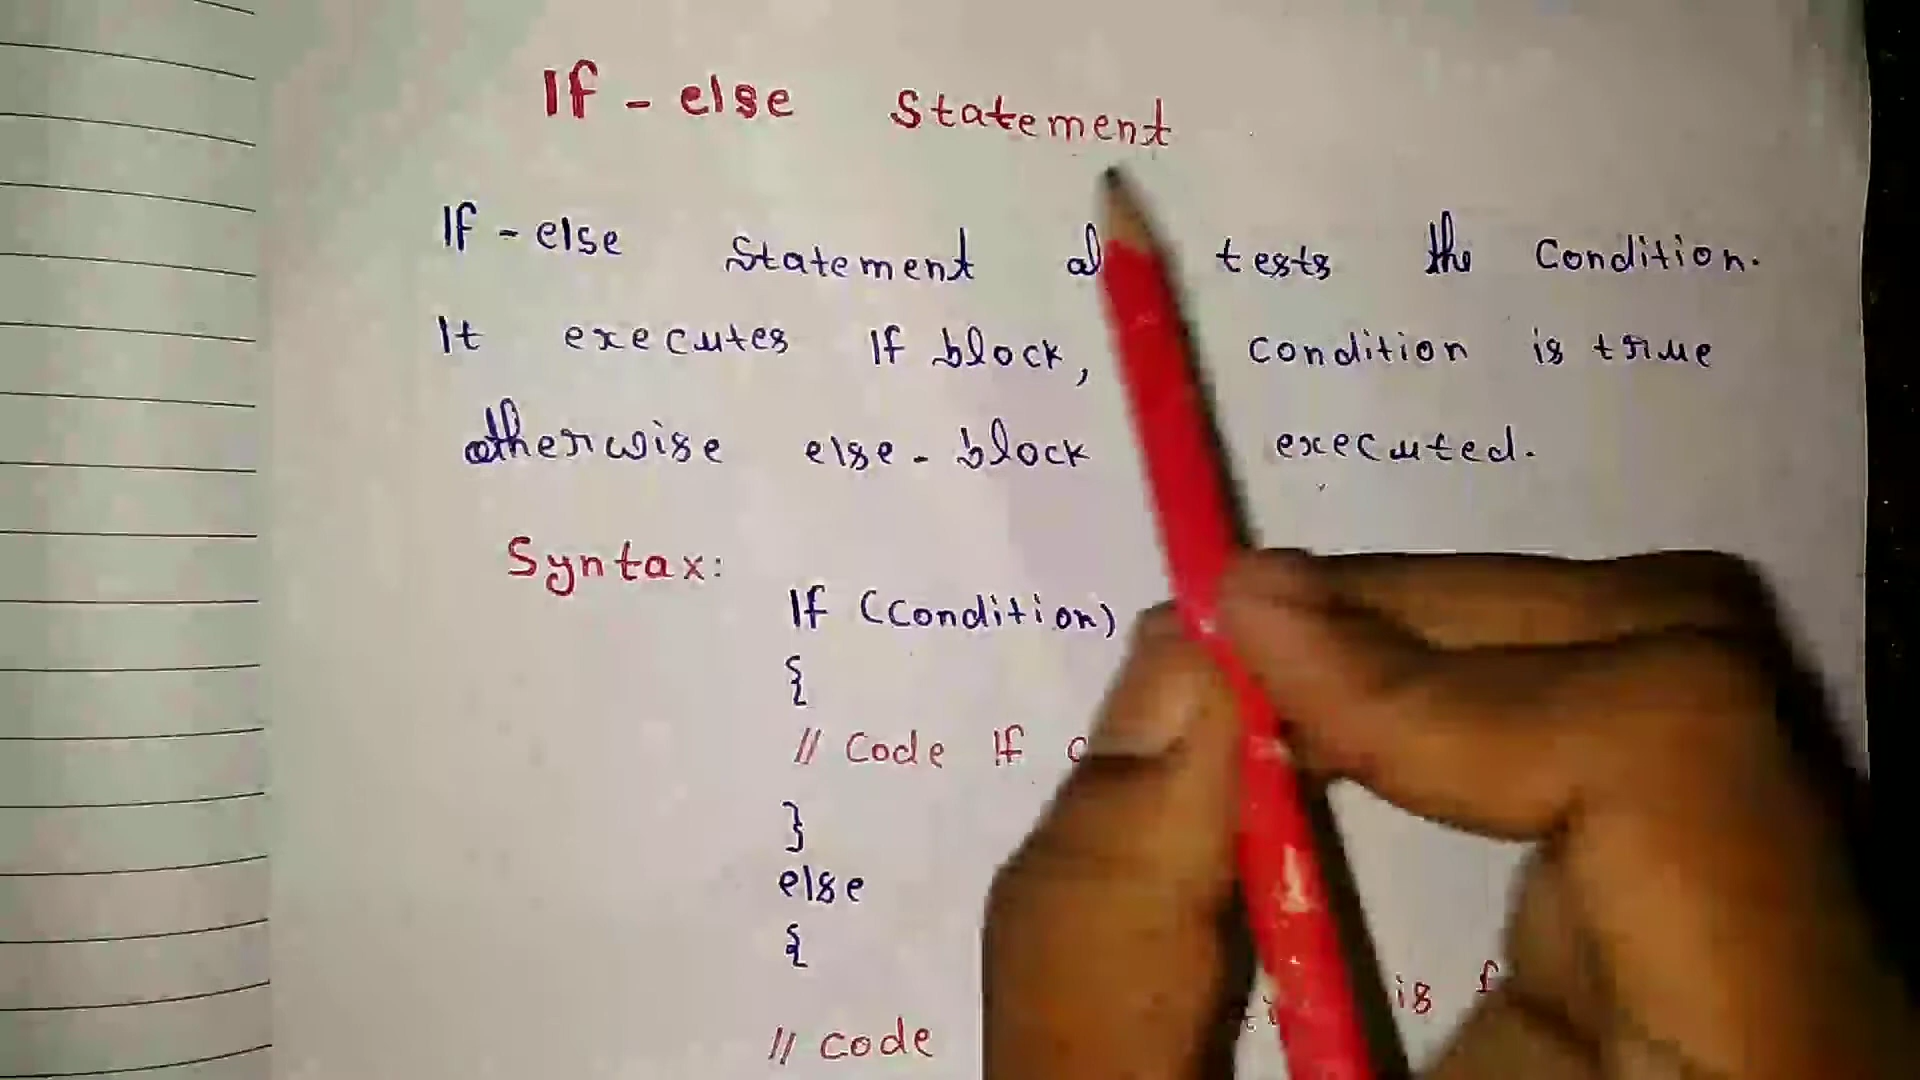 If - else Statement
If - else Statement tests the Condition.
It executes If block, condition is true
otherwise else - block executed.
Syntax:
If (Condition)
{
// Code If
}
else
{
// Code is